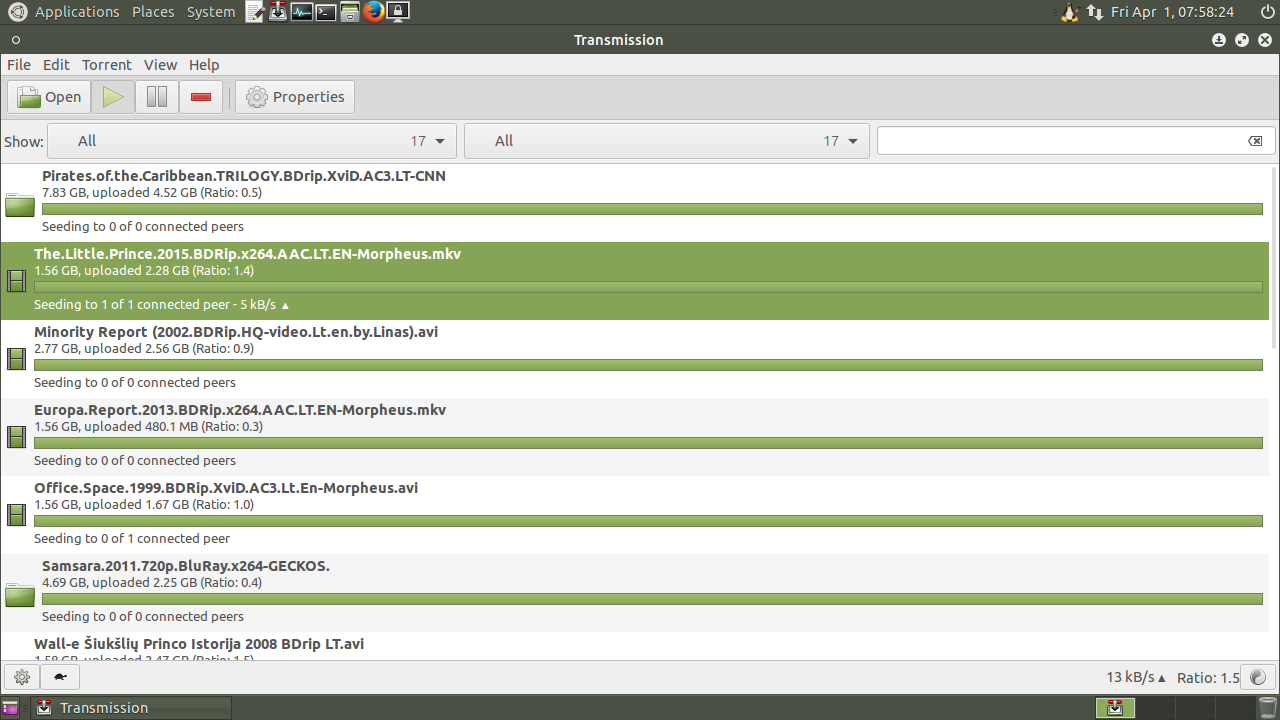 Applications Places System Fri Apr 1, 07:58:24
Transmission
File Edit Torrent View Help
Open Properties
Show: All 17 All 17
Pirates.of.the.Caribbean.TRILOGY.BDrip.XviD.AC3.LT-CNN
7.83 GB, uploaded 4.52 GB (Ratio: 0.5)
Seeding to 0 of 0 connected peers
The.Little.Prince.2015.BDRip.x264.AAC.LT.EN-Morpheus.mkv
1.56 GB, uploaded 2.28 GB (Ratio: 1.4)
Seeding to 1 of 1 connected peer - 5 kB/s ▲
Minority Report (2002.BDRip.HQ-video.Lt.en.by.Linas).avi
2.77 GB, uploaded 2.56 GB (Ratio: 0.9)
Seeding to 0 of 0 connected peers
Europa.Report.2013.BDRip.x264.AAC.LT.EN-Morpheus.mkv
1.56 GB, uploaded 480.1 MB (Ratio: 0.3)
Seeding to 0 of 0 connected peers
Office.Space.1999.BDRip.XviD.AC3.Lt.En-Morpheus.avi
1.56 GB, uploaded 1.67 GB (Ratio: 1.0)
Seeding to 0 of 1 connected peer
Samsara.2011.720p.BluRay.x264-GECKOS.
4.69 GB, uploaded 2.25 GB (Ratio: 0.4)
Seeding to 0 of 0 connected peers
Wall-e Šiukšlių Princo Istorija 2008 BDrip LT.avi
1.58 GB, uploaded 2.47 GB (Ratio: 1.5)
13 kB/s ▲ Ratio: 1.5
Transmission